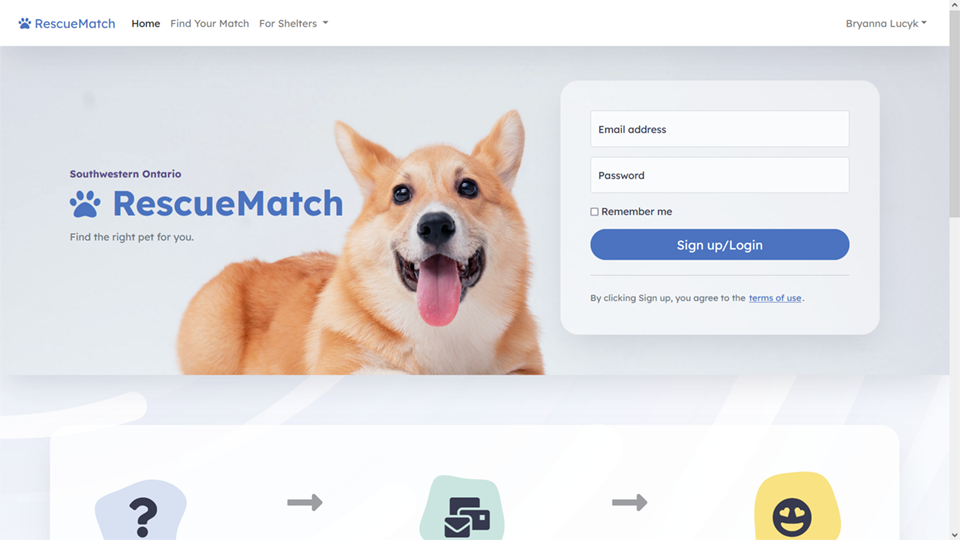 RescueMatch Home Find Your Match For Shelters Bryanna Lucyk
Southwestern Ontario
RescueMatch
Find the right pet for you.
Email address
Password
Remember me
Sign up/Login
By clicking Sign up, you agree to the terms of use.